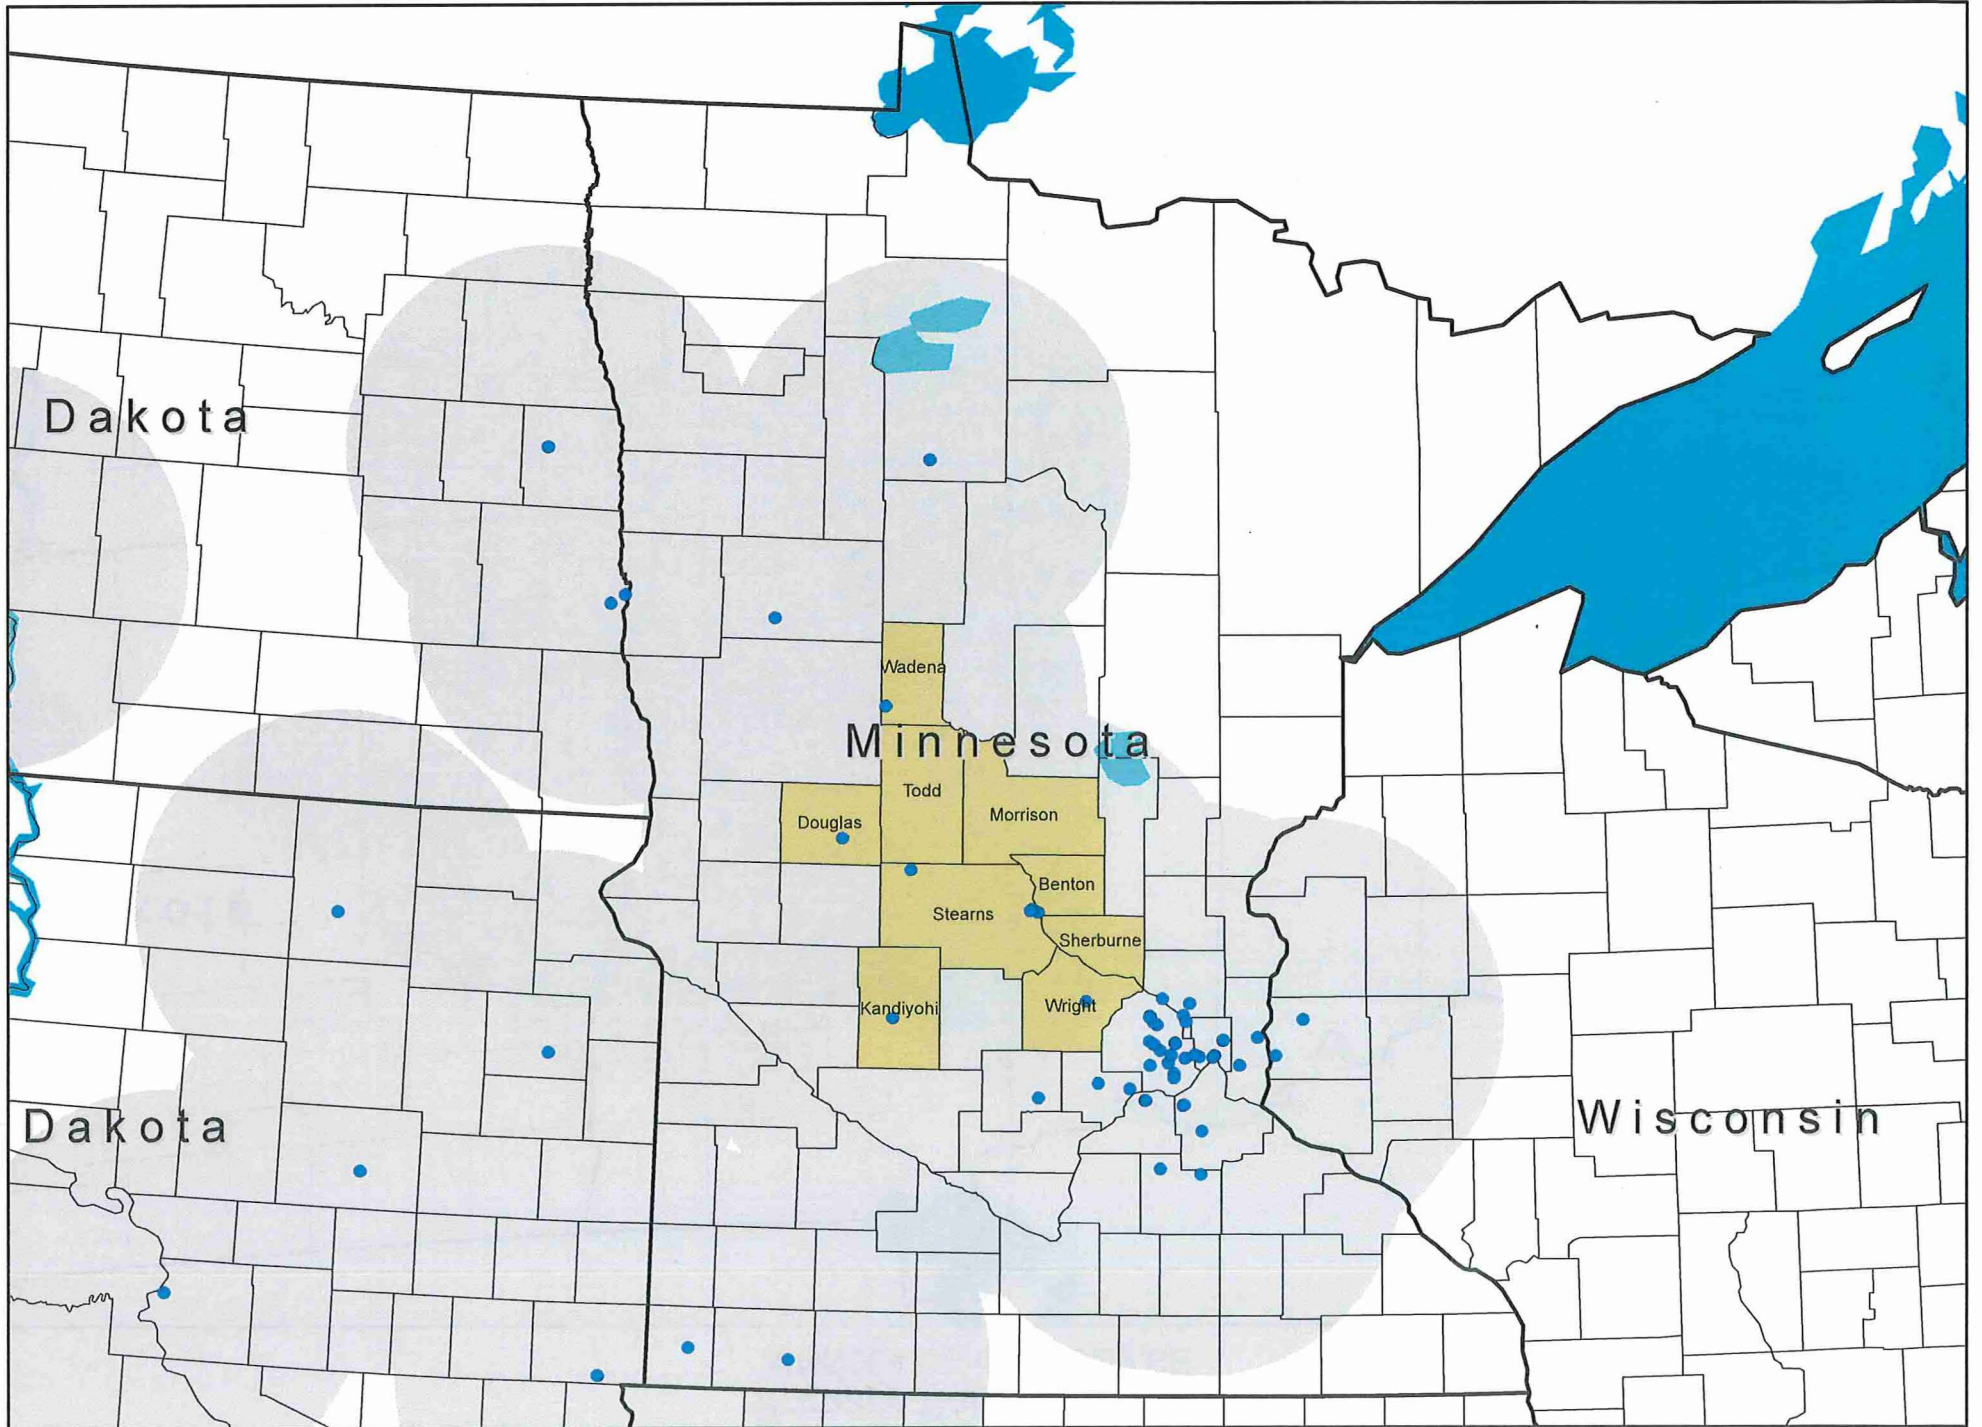 Dakota
Wadena
Minnesota
Todd
Douglas
Morrison
Benton
Stearns
Sherburne
Kandiyohi
Wright
Dakota
Wisconsin